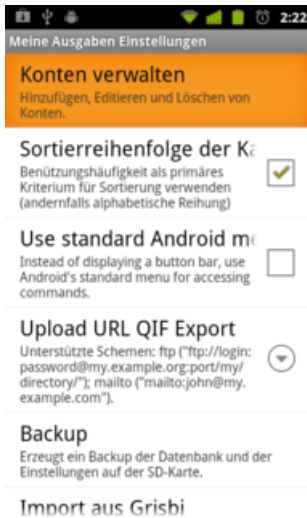 2:22
Meine Ausgaben Einstellungen
Konten verwalten
Hinzufügen, Editieren und Löschen von
Konten.
Sortierreihenfolge der
Benützungshäufigkeit als primäres
Kriterium für Sortierung verwenden
(andernfalls alphabetische Reihung)
Use standard Android
Instead of displaying a button bar, use
Android's standard menu for accessing
commands.
Upload URL QIF Export
Unterstützte Schemen: ftp ("ftp://login:
password@my.example.org:port/my/
directory/"); mailto ("mailto:john@my.
example.com").
Backup
Erzeugt ein Backup der Datenbank und der
Einstellungen auf der SD-Karte.
Import aus Grisbi